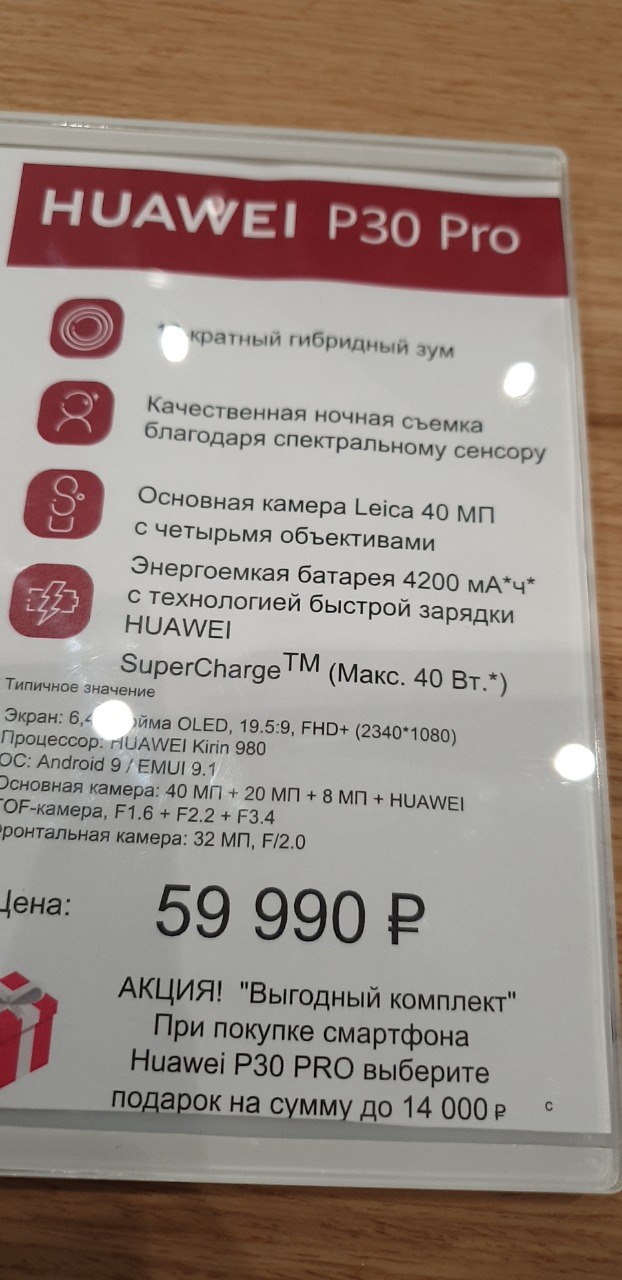 HUAWEI P30 Pro
кратный гибридный зум
Качественная ночная съемка
благодаря спектральному сенсору
Основная камера Leica 40 МП
с четырьмя объективами
Энергоемкая батарея 4200 мА*ч*
с технологией быстрой зарядки
HUAWEI
SuperCharge™ (Макс. 40 Вт.*)
Типичное значение
Экран: OLED, 19.5:9, FHD+ (2340*1080)
Процессор: HUAWEI Kirin 980
ОС: Android 9 / EMUI 9.1
Основная камера: 40 МП + 20 МП + 8 МП + HUAWEI
TOF-камера, F1.6 + F2.2 + F3.4
фронтальная камера: 32 МП, F/2.0
Цена: 59 990 ₽
АКЦИЯ! "Выгодный комплект"
При покупке смартфона
Huawei P30 PRO выберите
подарок на сумму до 14 000 ₽ с